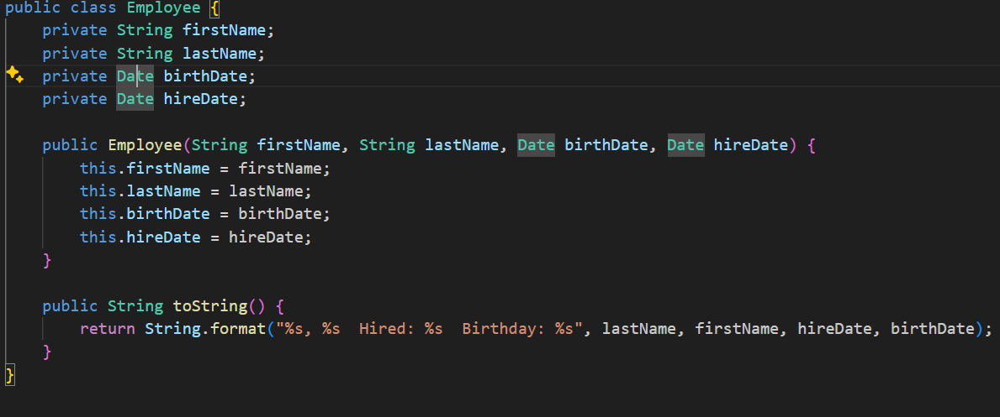 public class Employee {
    private String firstName;
    private String lastName;
    private Date birthDate;
    private Date hireDate;
    public Employee(String firstName, String lastName, Date birthDate, Date hireDate) {
        this.firstName = firstName;
        this.lastName = lastName;
        this.birthDate = birthDate;
        this.hireDate = hireDate;
    }
    public String toString() {
        return String.format("%s, %s  Hired: %s  Birthday: %s", lastName, firstName, hireDate, birthDate);
    }
}